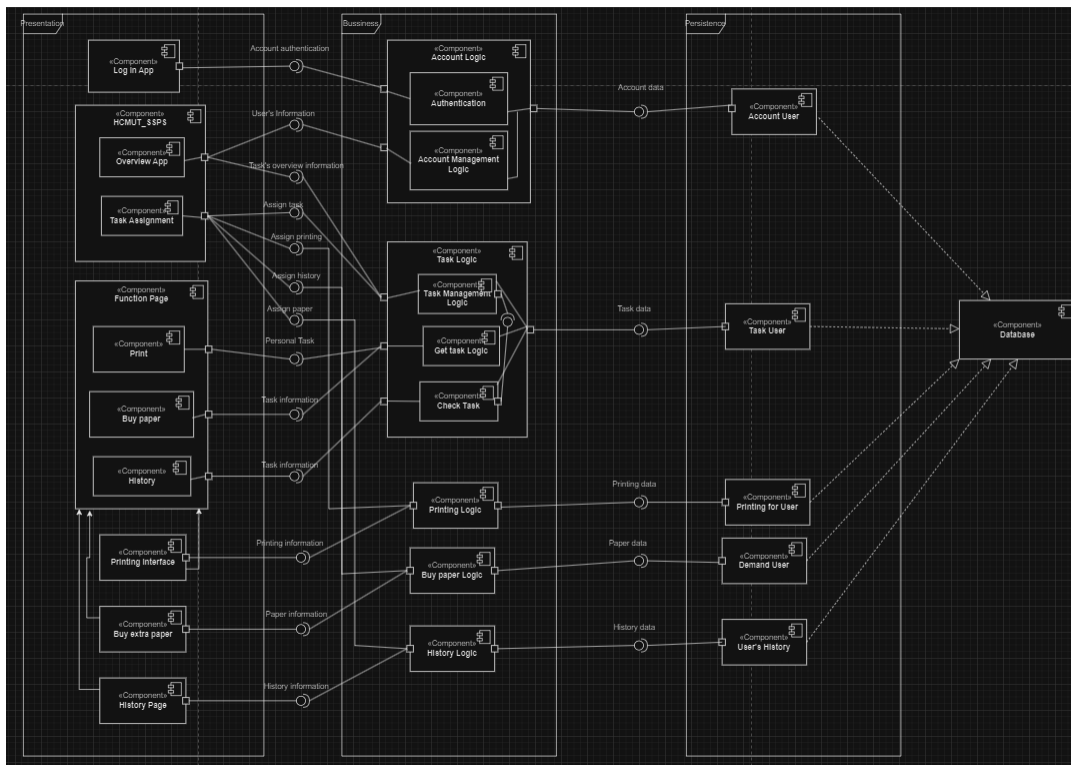 Presentation
Bussiness
Persistence
«Component»
Log In App
Account authentication
«Component»
Account Logic
«Component»
Authentication
«Component»
Account Management
Logic
Account data
«Component»
Account User
«Component»
HCMUT_SSPS
«Component»
Overview App
«Component»
Task Assignment
User's Information
Task's overview information
Assign task
Assign printing
Assign history
Assign paper
«Component»
Task Logic
«Component»
Task Management
Logic
«Component»
Get task Logic
«Component»
Check Task
Task data
«Component»
Task User
«Component»
Database
«Component»
Function Page
«Component»
Print
«Component»
Buy paper
«Component»
History
Personal Task
Task information
Task information
«Component»
Printing Logic
Printing data
«Component»
Printing for User
«Component»
Printing Interface
Printing information
«Component»
Buy paper Logic
Paper data
«Component»
Demand User
«Component»
Buy extra paper
Paper information
«Component»
History Logic
History data
«Component»
User's History
«Component»
History Page
History information